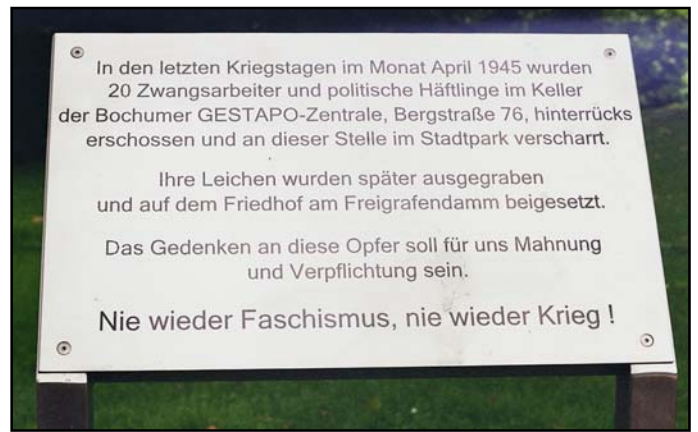 In den letzten Kriegstagen im Monat April 1945 wurden
20 Zwangsarbeiter und politische Häftlinge im Keller
der Bochumer GESTAPO-Zentrale, Bergstraße 76, hinterrücks
erschossen und an dieser Stelle im Stadtpark verscharrt.
Ihre Leichen wurden später ausgegraben
und auf dem Friedhof am Freigrafendamm beigesetzt.
Das Gedenken an diese Opfer soll für uns Mahnung
und Verpflichtung sein.
Nie wieder Faschismus, nie wieder Krieg !